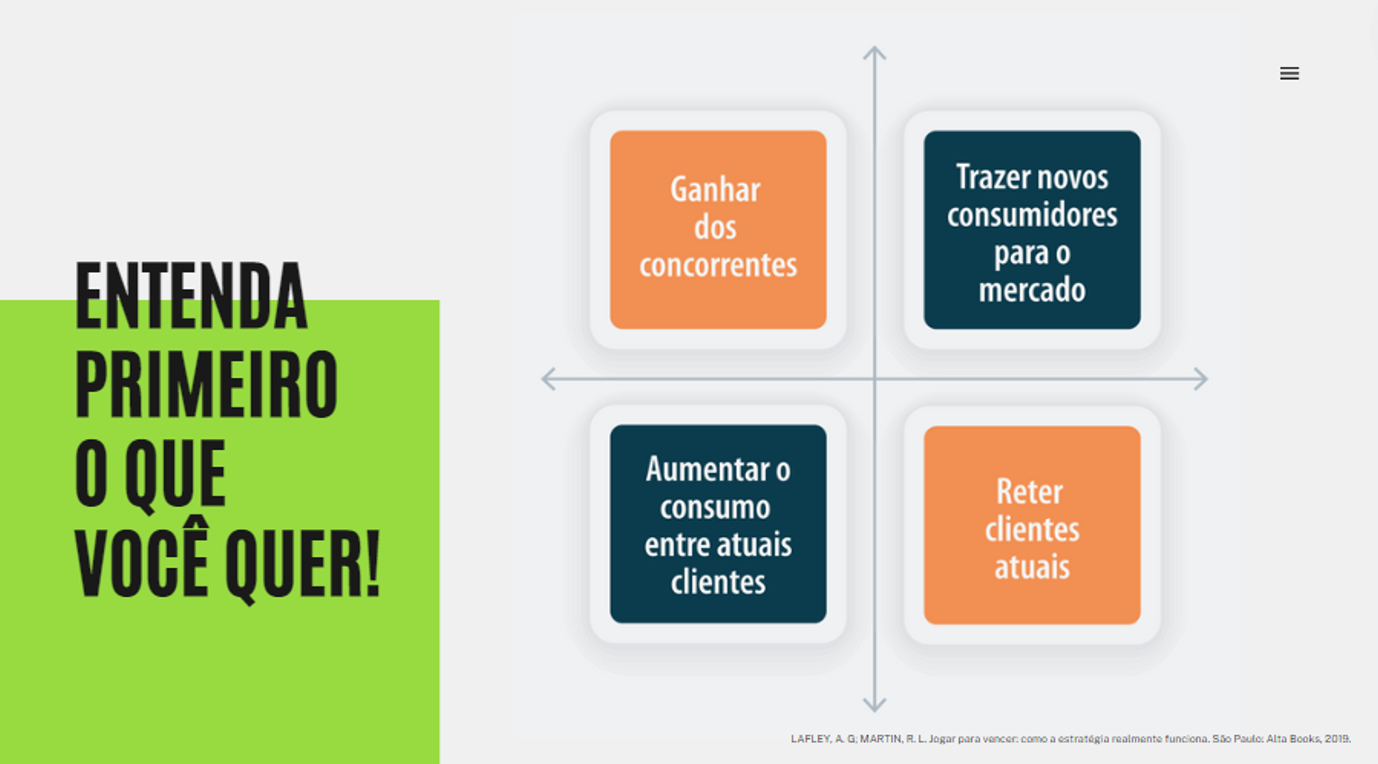 ENTENDA
PRIMEIRO
O QUE
VOCÊ QUER!
Ganhar
dos
concorrentes
Trazer novos
consumidores
para o
mercado
Aumentar o
consumo
entre atuais
clientes
Reter
clientes
atuais
LAFLEY, A. G; MARTIN, R. L. Jogar para vencer: como a estratégia realmente funciona. São Paulo: Alta Books, 2019.